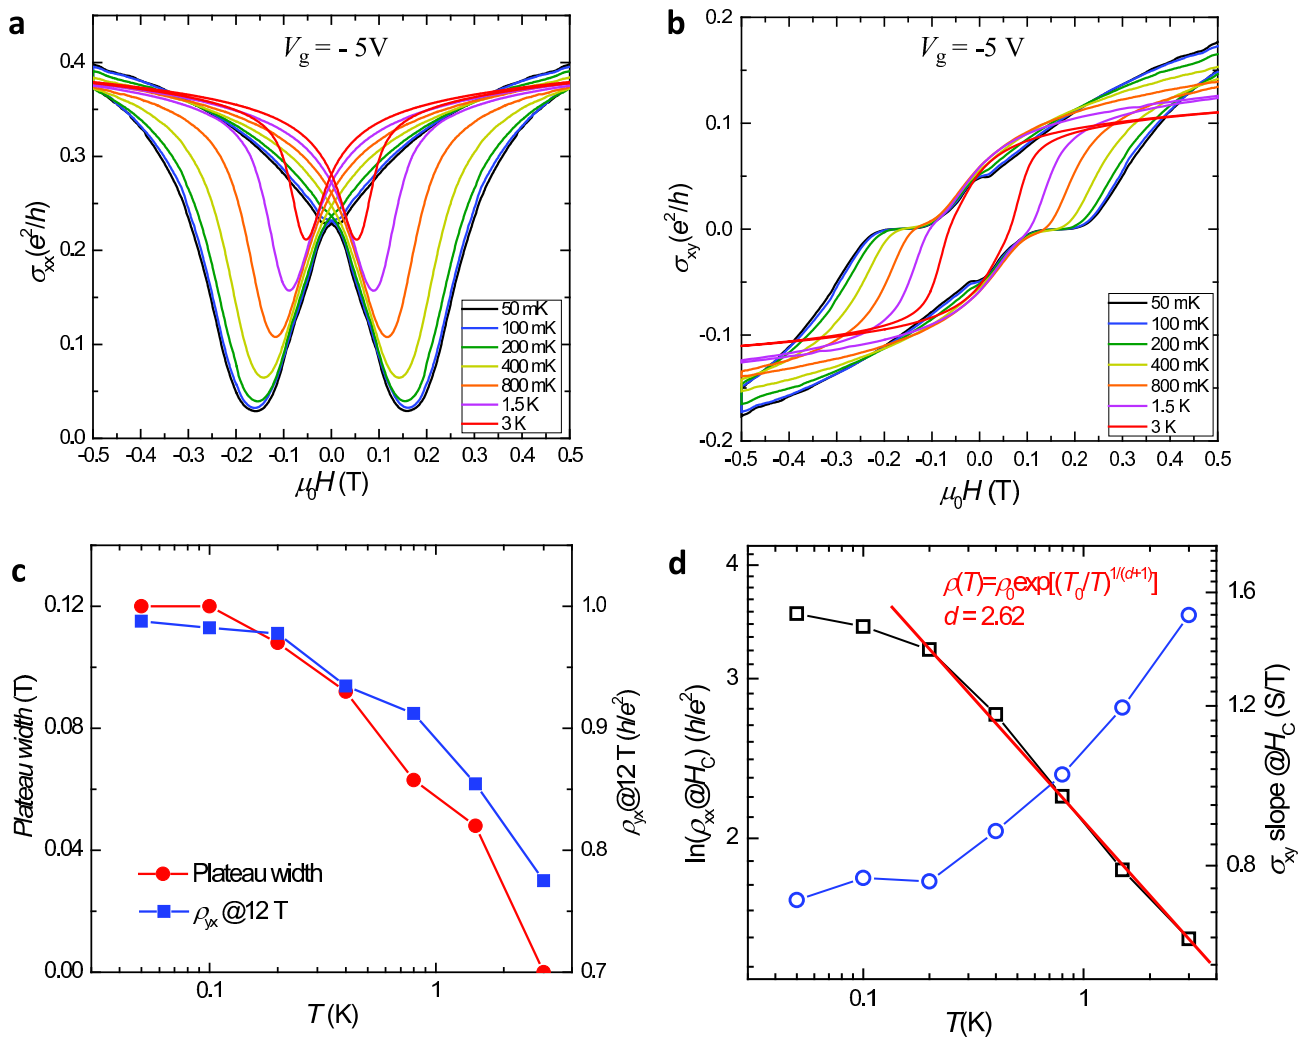 a
V_g = - 5V
0.4
0.3
0.2
0.1
0.0
σ_xx(e²/h)
-0.5 -0.4 -0.3 -0.2 -0.1 0.0 0.1 0.2 0.3 0.4 0.5
μ₀H (T)
50 mK
100 mK
200 mK
400 mK
800 mK
1.5 K
3 K
b
V_g = -5 V
0.2
0.1
0.0
-0.1
-0.2
σ_xy(e²/h)
-0.5 -0.4 -0.3 -0.2 -0.1 0.0 0.1 0.2 0.3 0.4 0.5
μ₀H (T)
50 mK
100 mK
200 mK
400 mK
800 mK
1.5 K
3 K
c
0.12
0.08
0.04
0.00
Plateau width (T)
1.0
0.9
0.8
0.7
ρ_yx@12 T (h/e²)
Plateau width
ρ_yx @12 T
0.1 1
T (K)
d
4
3
2
ln(ρ_xx@H_C) (h/e²)
ρ(T)=ρ₀exp[(T₀/T)^1/(d+1)]
d = 2.62
1.6
1.2
0.8
σ_xy slope @H_C (S/T)
0.1 1
T(K)